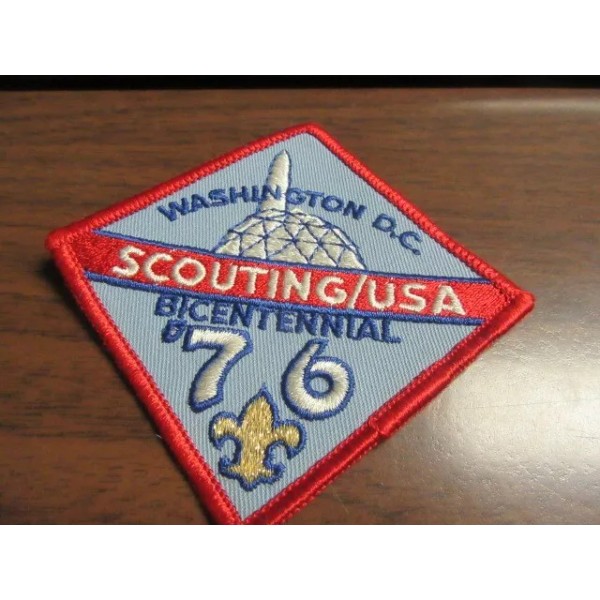 WASHINGTON D.C.
SCOUTING/USA
BICENTENNIAL
'76